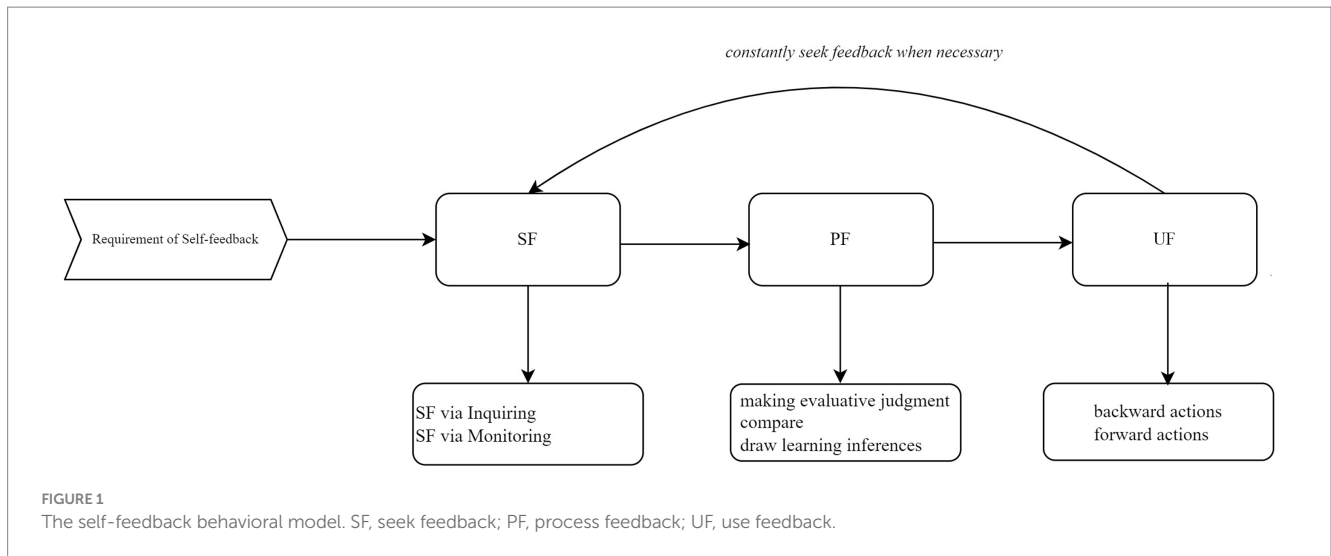 constantly seek feedback when necessary
Requirement of Self-feedback
SF
PF
UF
SF via Inquiring
SF via Monitoring
making evaluative judgment
compare
draw learning inferences
backward actions
forward actions
FIGURE 1
The self-feedback behavioral model. SF, seek feedback; PF, process feedback; UF, use feedback.